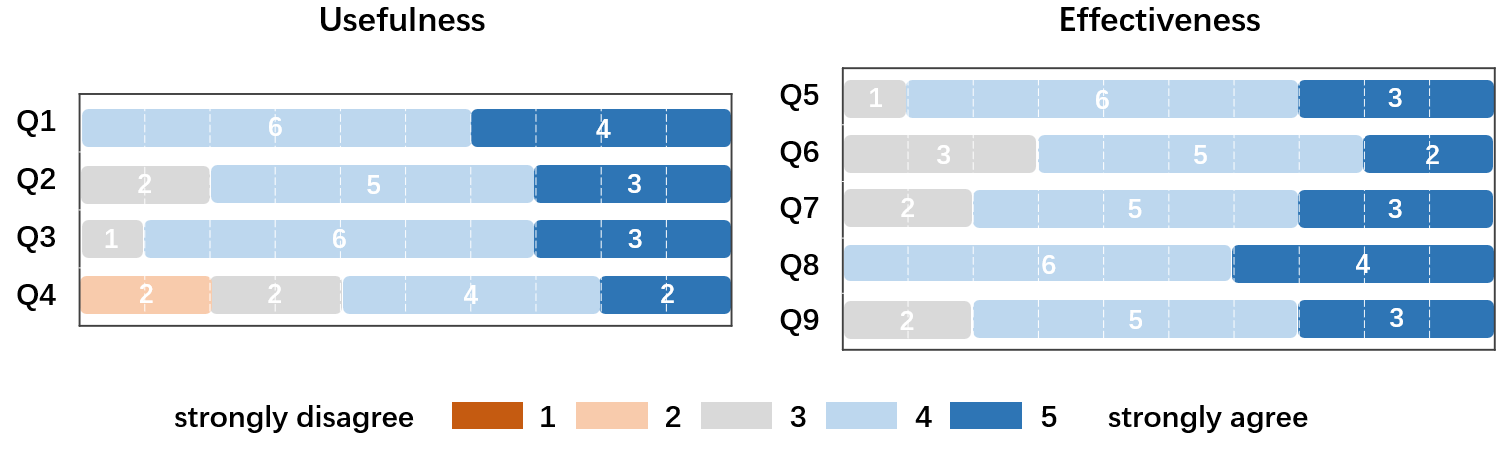 Usefulness
Q1 6 4
Q2 2 5 3
Q3 1 6 3
Q4 2 2 4 2
Effectiveness
Q5 1 6 3
Q6 3 5 2
Q7 2 5 3
Q8 6 4
Q9 2 5 3
strongly disagree 1 2 3 4 5 strongly agree